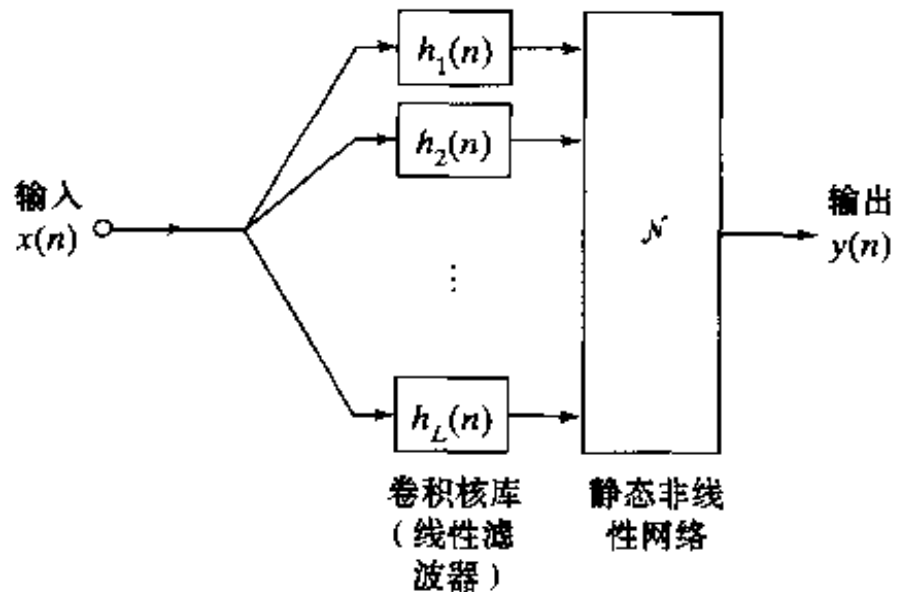 h₁(n)
h₂(n)
输入
x(n)
𝒩
输出
y(n)
⋮
h_L(n)
卷积核库
(线性滤
波器)
静态非线
性网络